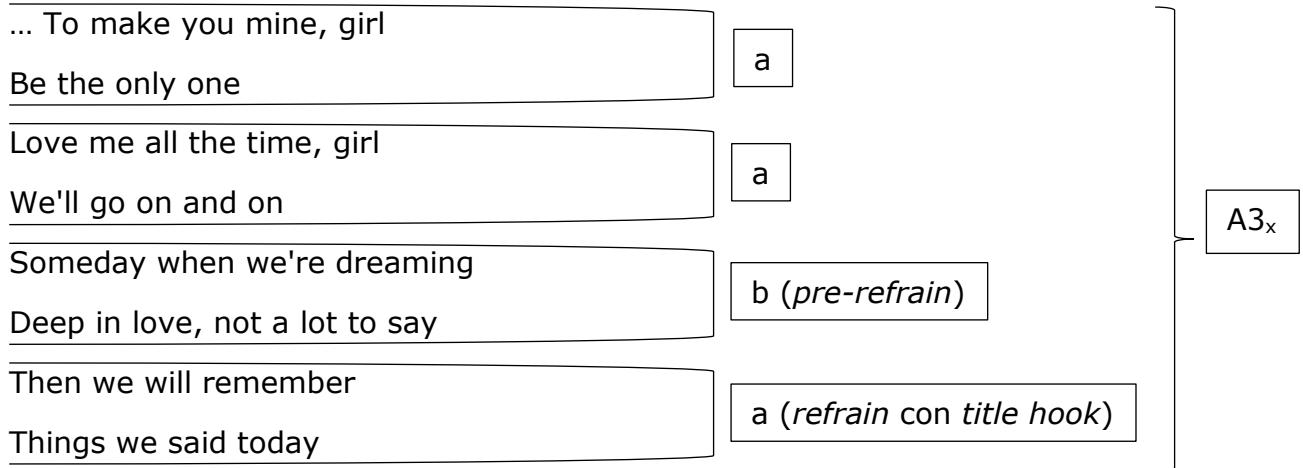 … To make you mine, girl
Be the only one
a
Love me all the time, girl
We'll go on and on
a
Someday when we're dreaming
Deep in love, not a lot to say
b (pre-refrain)
Then we will remember
Things we said today
a (refrain con title hook)
A3x